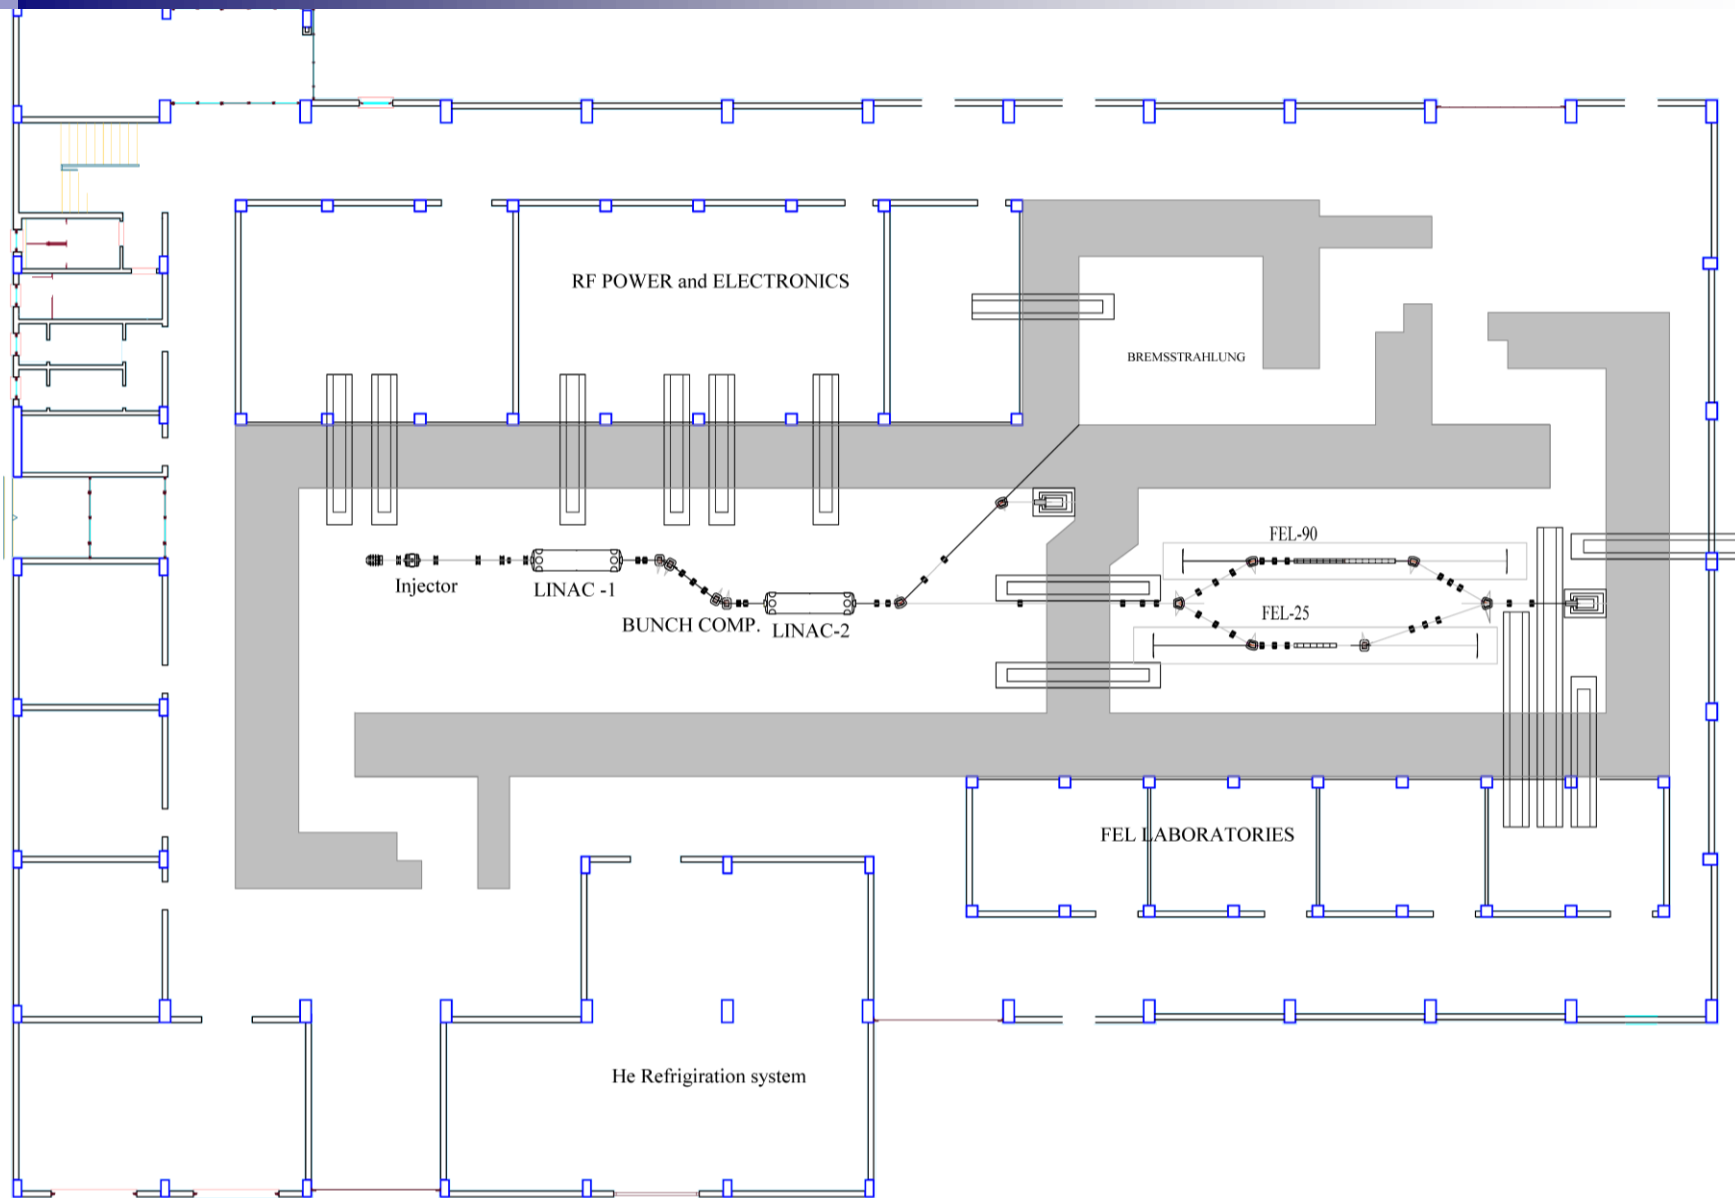 RF POWER and ELECTRONICS
BREMSSTRAHLUNG
FEL-90
Injector
LINAC -1
FEL-25
BUNCH COMP.
LINAC-2
FEL LABORATORIES
He Refrigiration system